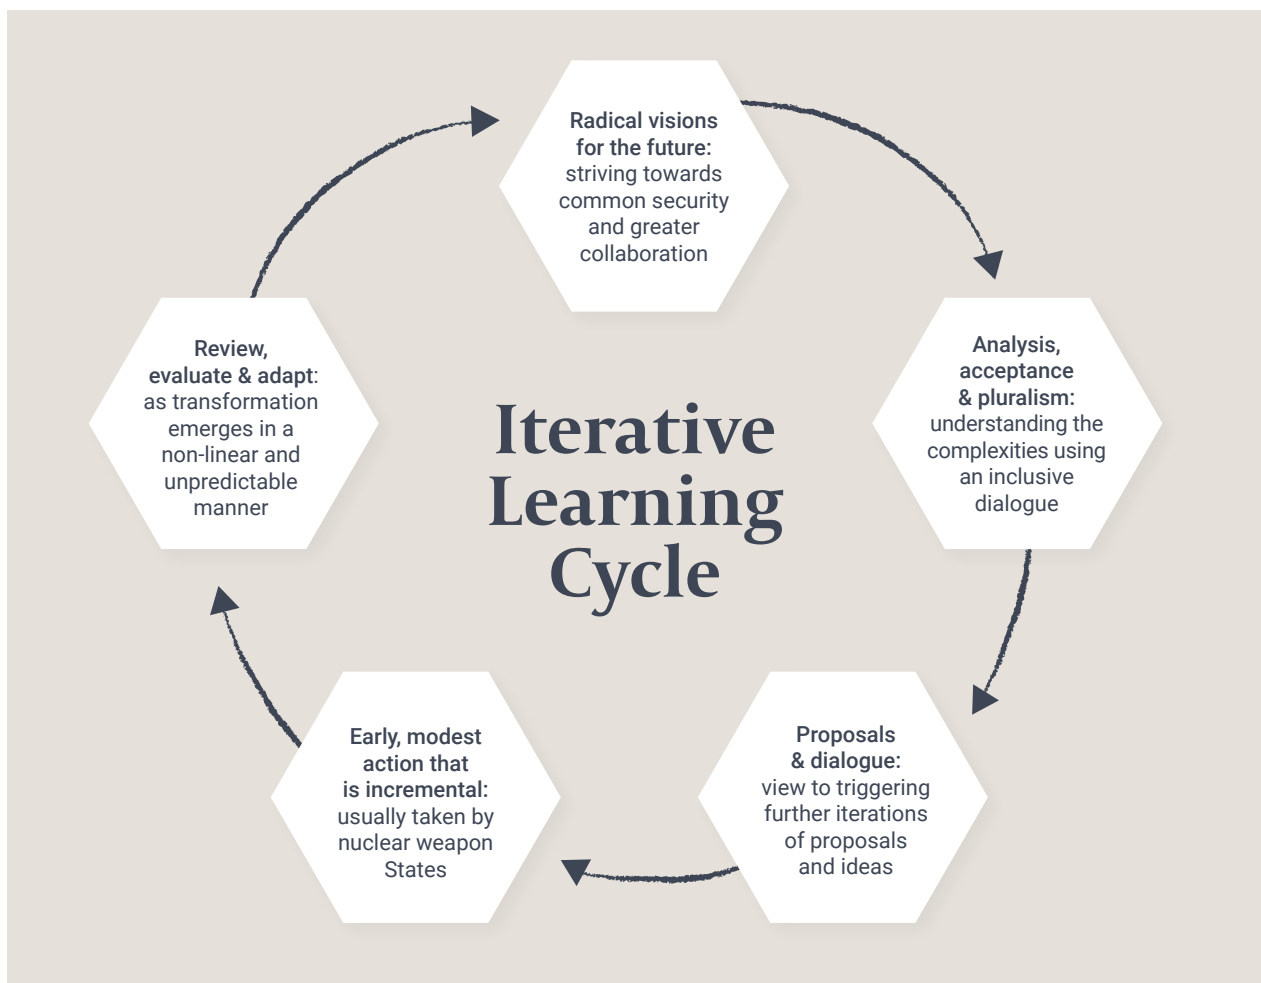 Radical visions
for the future:
striving towards
common security
and greater
collaboration
Analysis,
acceptance
& pluralism:
understanding the
complexities using
an inclusive
dialogue
Proposals
& dialogue:
view to triggering
further iterations
of proposals
and ideas
Early, modest
action that
is incremental:
usually taken by
nuclear weapon
States
Review,
evaluate & adapt:
as transformation
emerges in a
non-linear and
unpredictable
manner
Iterative
Learning
Cycle